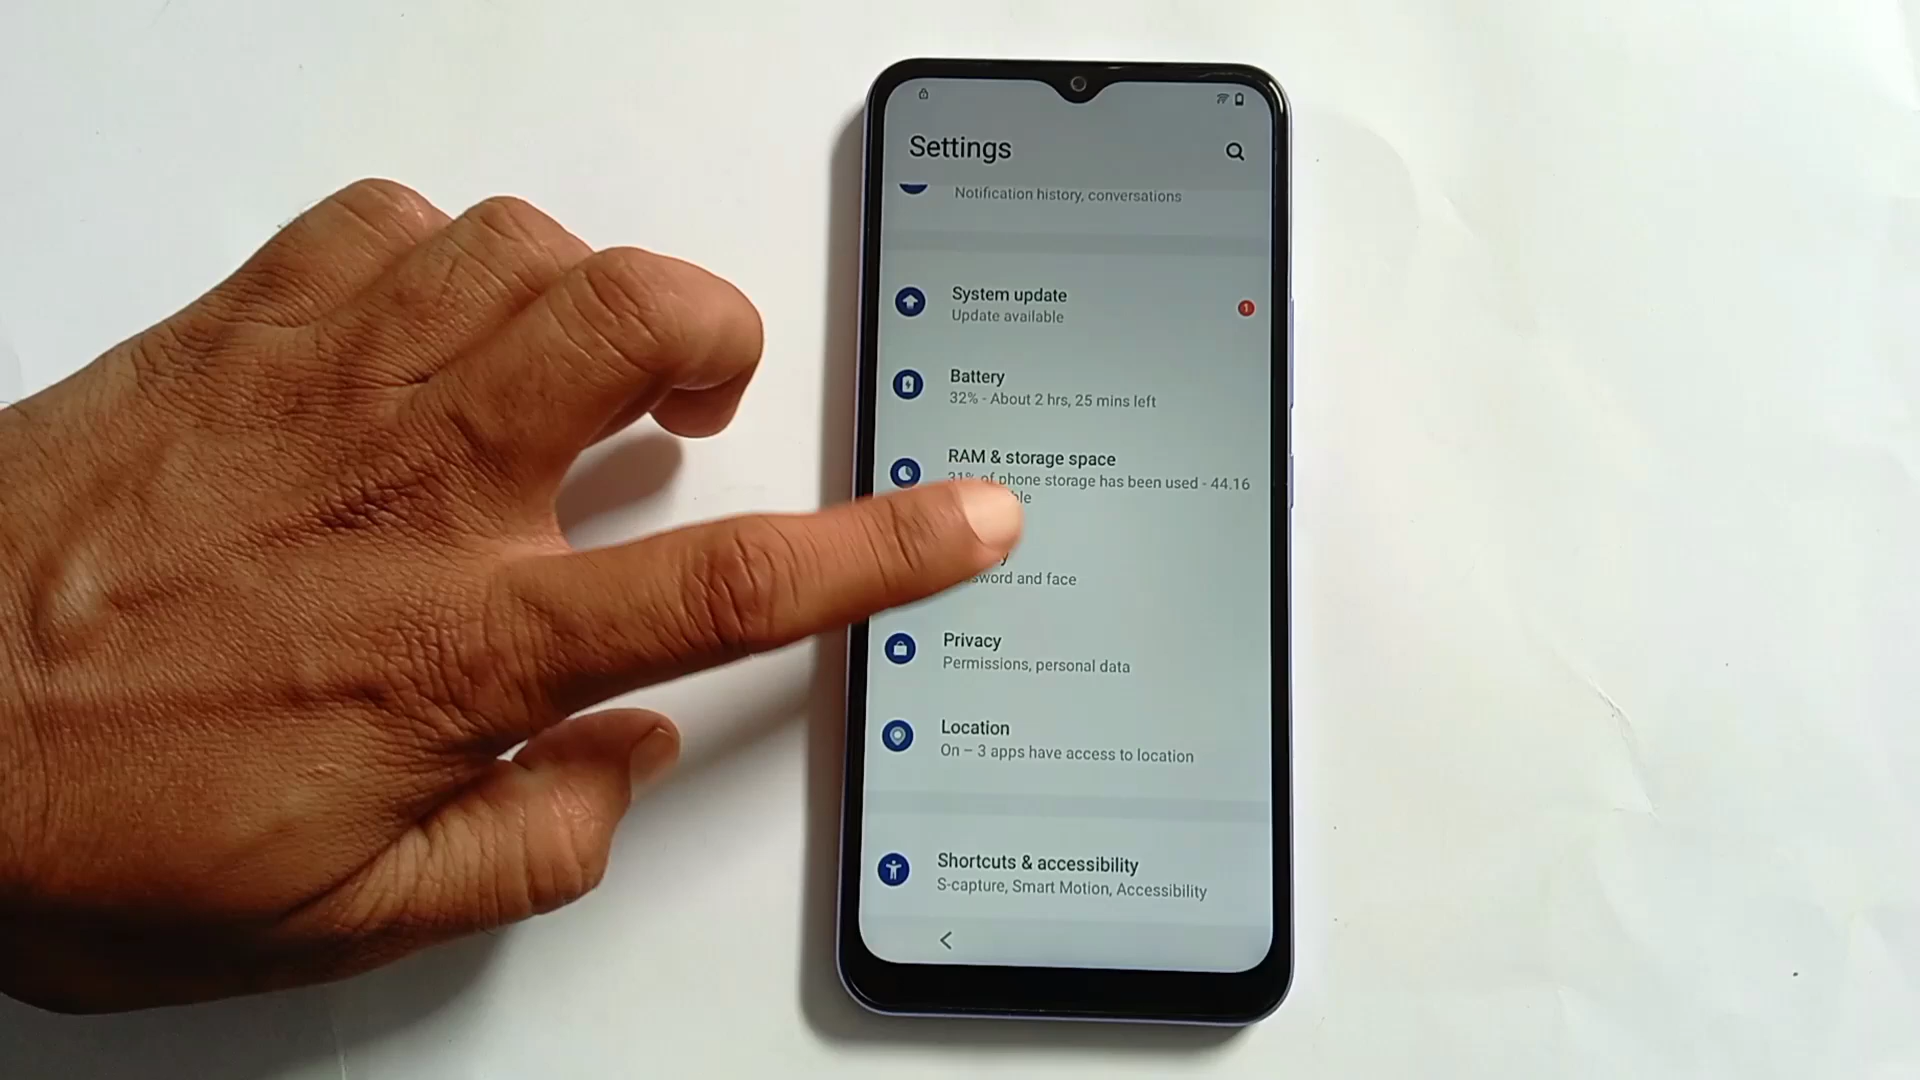 Settings
Notification history, conversations
System update
Update available
1
Battery
32% - About 2 hrs, 25 mins left
RAM & storage space
31% of phone storage has been used - 44.16
and face
Privacy
Permissions, personal data
Location
On – 3 apps have access to location
Shortcuts & accessibility
S-capture, Smart Motion, Accessibility